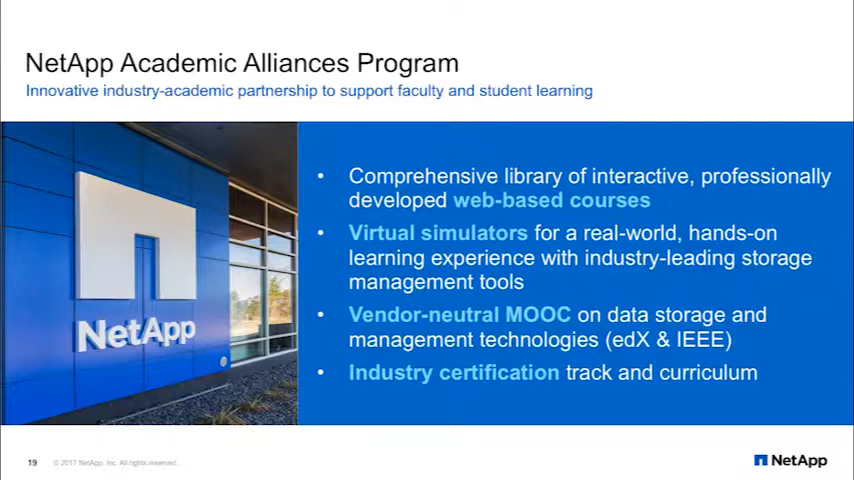 NetApp Academic Alliances Program
Innovative industry-academic partnership to support faculty and student learning
NetApp
• Comprehensive library of interactive, professionally
developed web-based courses
• Virtual simulators for a real-world, hands-on
learning experience with industry-leading storage
management tools
• Vendor-neutral MOOC on data storage and
management technologies (edX & IEEE)
• Industry certification track and curriculum
19 © 2017 NetApp, Inc. All rights reserved.
NetApp